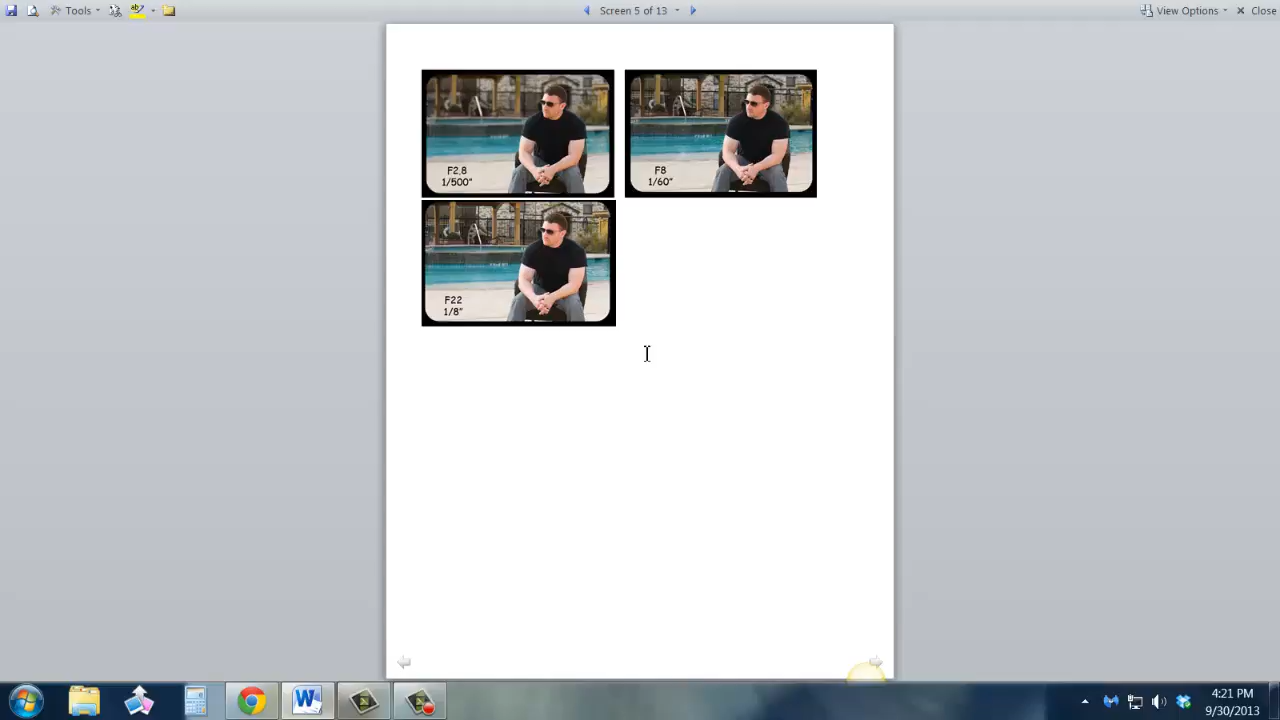 Tools
Screen 5 of 13
View Options
Close
F2.8
1/500"
F8
1/60"
F22
1/8"
4:21 PM
9/30/2013